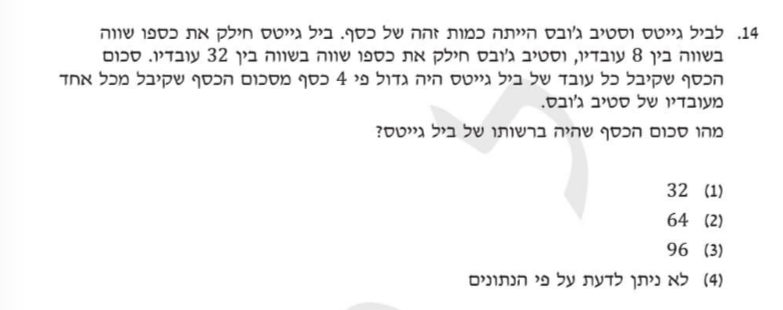 14. לביל גייטס וסטיב ג'ובס הייתה כמות זהה של כסף. ביל גייטס חילק את כספו שווה
בשווה בין 8 עובדיו, וסטיב ג'ובס חילק את כספו שווה בשווה בין 32 עובדיו. סכום
הכסף שקיבל כל עובד של ביל גייטס היה גדול פי 4 כסף מסכום הכסף שקיבל מכל אחד
מעובדיו של סטיב ג'ובס.
מהו סכום הכסף שהיה ברשותו של ביל גייטס?
(1) 32
(2) 64
(3) 96
(4) לא ניתן לדעת על פי הנתונים